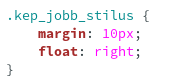 .kep_jobb_stilus {
    margin: 10px;
    float: right;
}